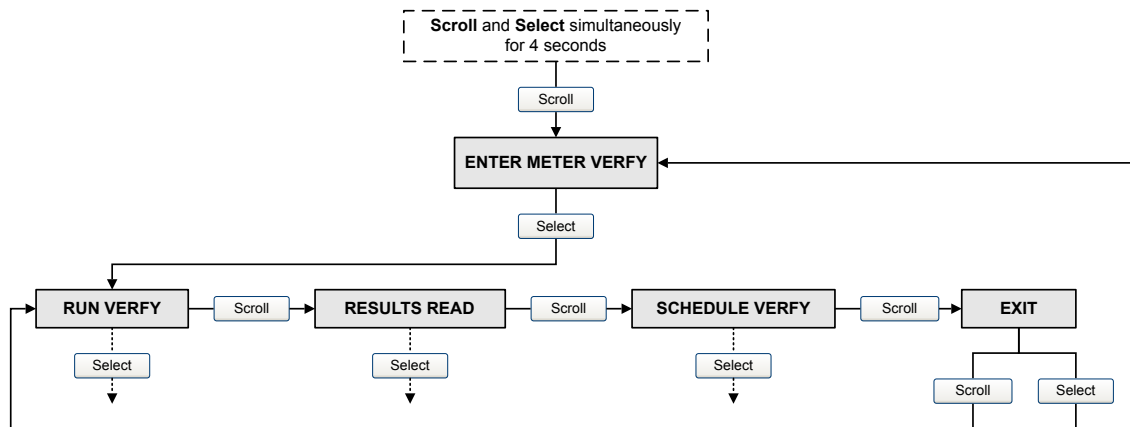 Scroll and Select simultaneously
for 4 seconds
Scroll
ENTER METER VERFY
Select
RUN VERFY
Scroll
RESULTS READ
Scroll
SCHEDULE VERFY
Scroll
EXIT
Select
Select
Select
Scroll
Select